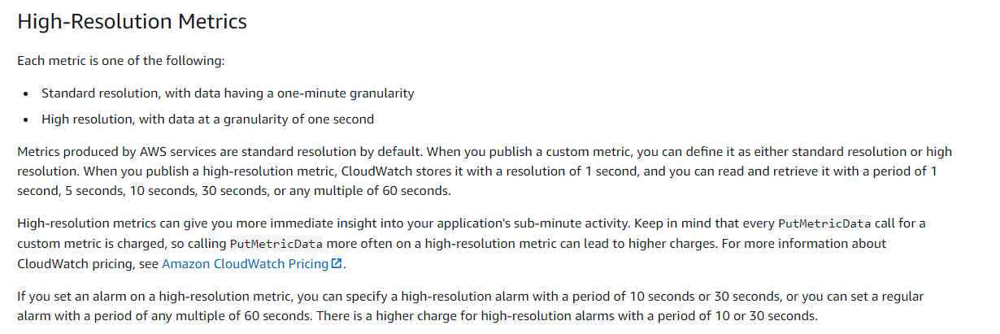 High-Resolution Metrics
Each metric is one of the following:
• Standard resolution, with data having a one-minute granularity
• High resolution, with data at a granularity of one second
Metrics produced by AWS services are standard resolution by default. When you publish a custom metric, you can define it as either standard resolution or high
resolution. When you publish a high-resolution metric, CloudWatch stores it with a resolution of 1 second, and you can read and retrieve it with a period of 1
second, 5 seconds, 10 seconds, 30 seconds, or any multiple of 60 seconds.
High-resolution metrics can give you more immediate insight into your application's sub-minute activity. Keep in mind that every PutMetricData call for a
custom metric is charged, so calling PutMetricData more often on a high-resolution metric can lead to higher charges. For more information about
CloudWatch pricing, see Amazon CloudWatch Pricing.
If you set an alarm on a high-resolution metric, you can specify a high-resolution alarm with a period of 10 seconds or 30 seconds, or you can set a regular
alarm with a period of any multiple of 60 seconds. There is a higher charge for high-resolution alarms with a period of 10 or 30 seconds.